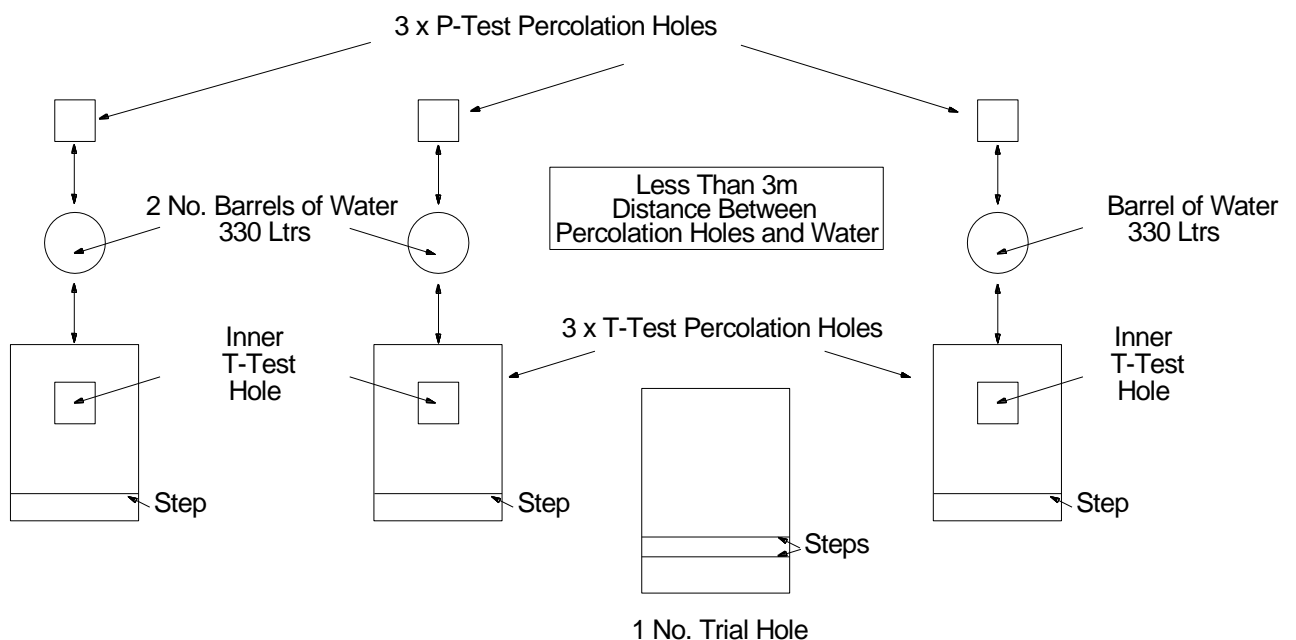 3 x P-Test Percolation Holes
2 No. Barrels of Water
330 Ltrs
Less Than 3m
Distance Between
Percolation Holes and Water
Barrel of Water
330 Ltrs
Inner
T-Test
Hole
3 x T-Test Percolation Holes
Inner
T-Test
Hole
Step
Step
Steps
Step
1 No. Trial Hole